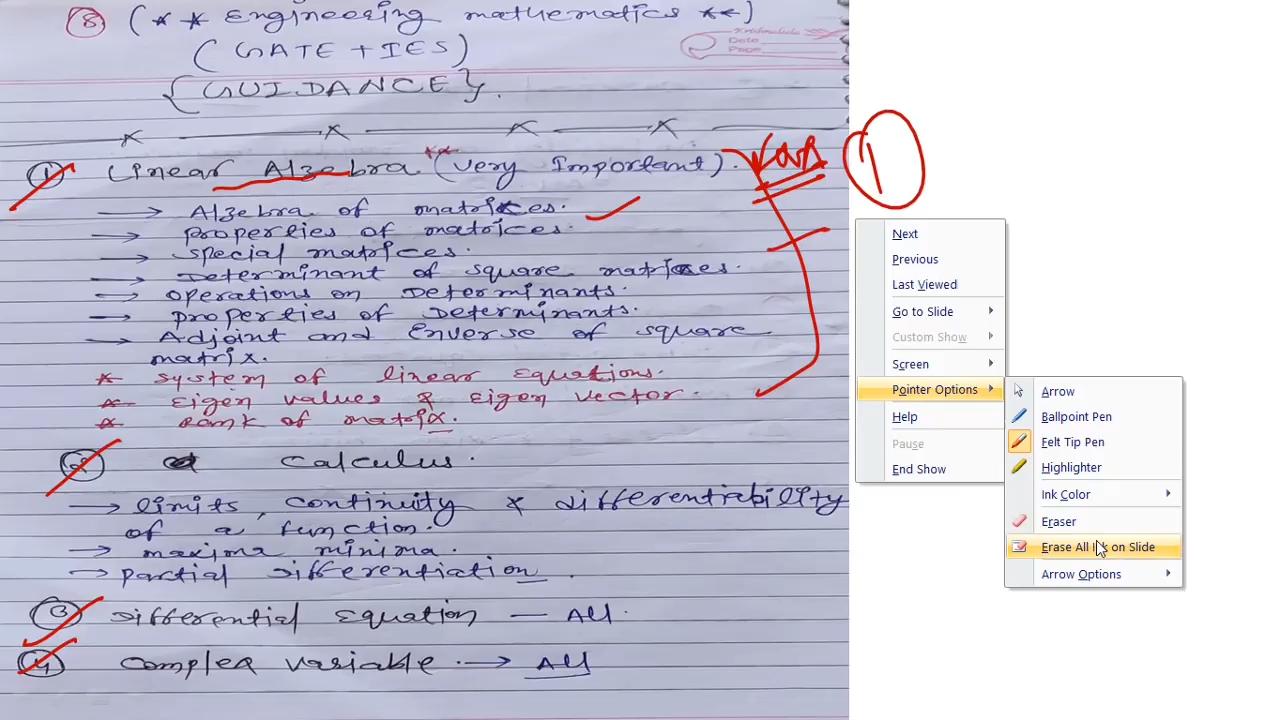 8 (** Engineering mathematics **)
(GATE + IES)
{GUIDANCE}.
Date
Page
① Linear Algebra ** (Very Important).
→ Algebra of matrices.
→ properties of matrices.
→ special matrices.
→ Determinant of square matrices.
→ operations on Determinants.
→ properties of Determinants.
→ Adjoint and Enverse of square
matrix.
* System of linear equations.
* Eigen values & Eigen vector.
* Rank of matrix.
② Calculus.
→ limits, continuity & differentiability
of a function.
→ maxima minima.
→ partial Differentiation.
③ Differential Equation — All.
④ Complex variable. → All
1
Next
Previous
Last Viewed
Go to Slide
Custom Show
Screen
Pointer Options
Help
Pause
End Show
Arrow
Ballpoint Pen
Felt Tip Pen
Highlighter
Ink Color
Eraser
Erase All Ink on Slide
Arrow Options